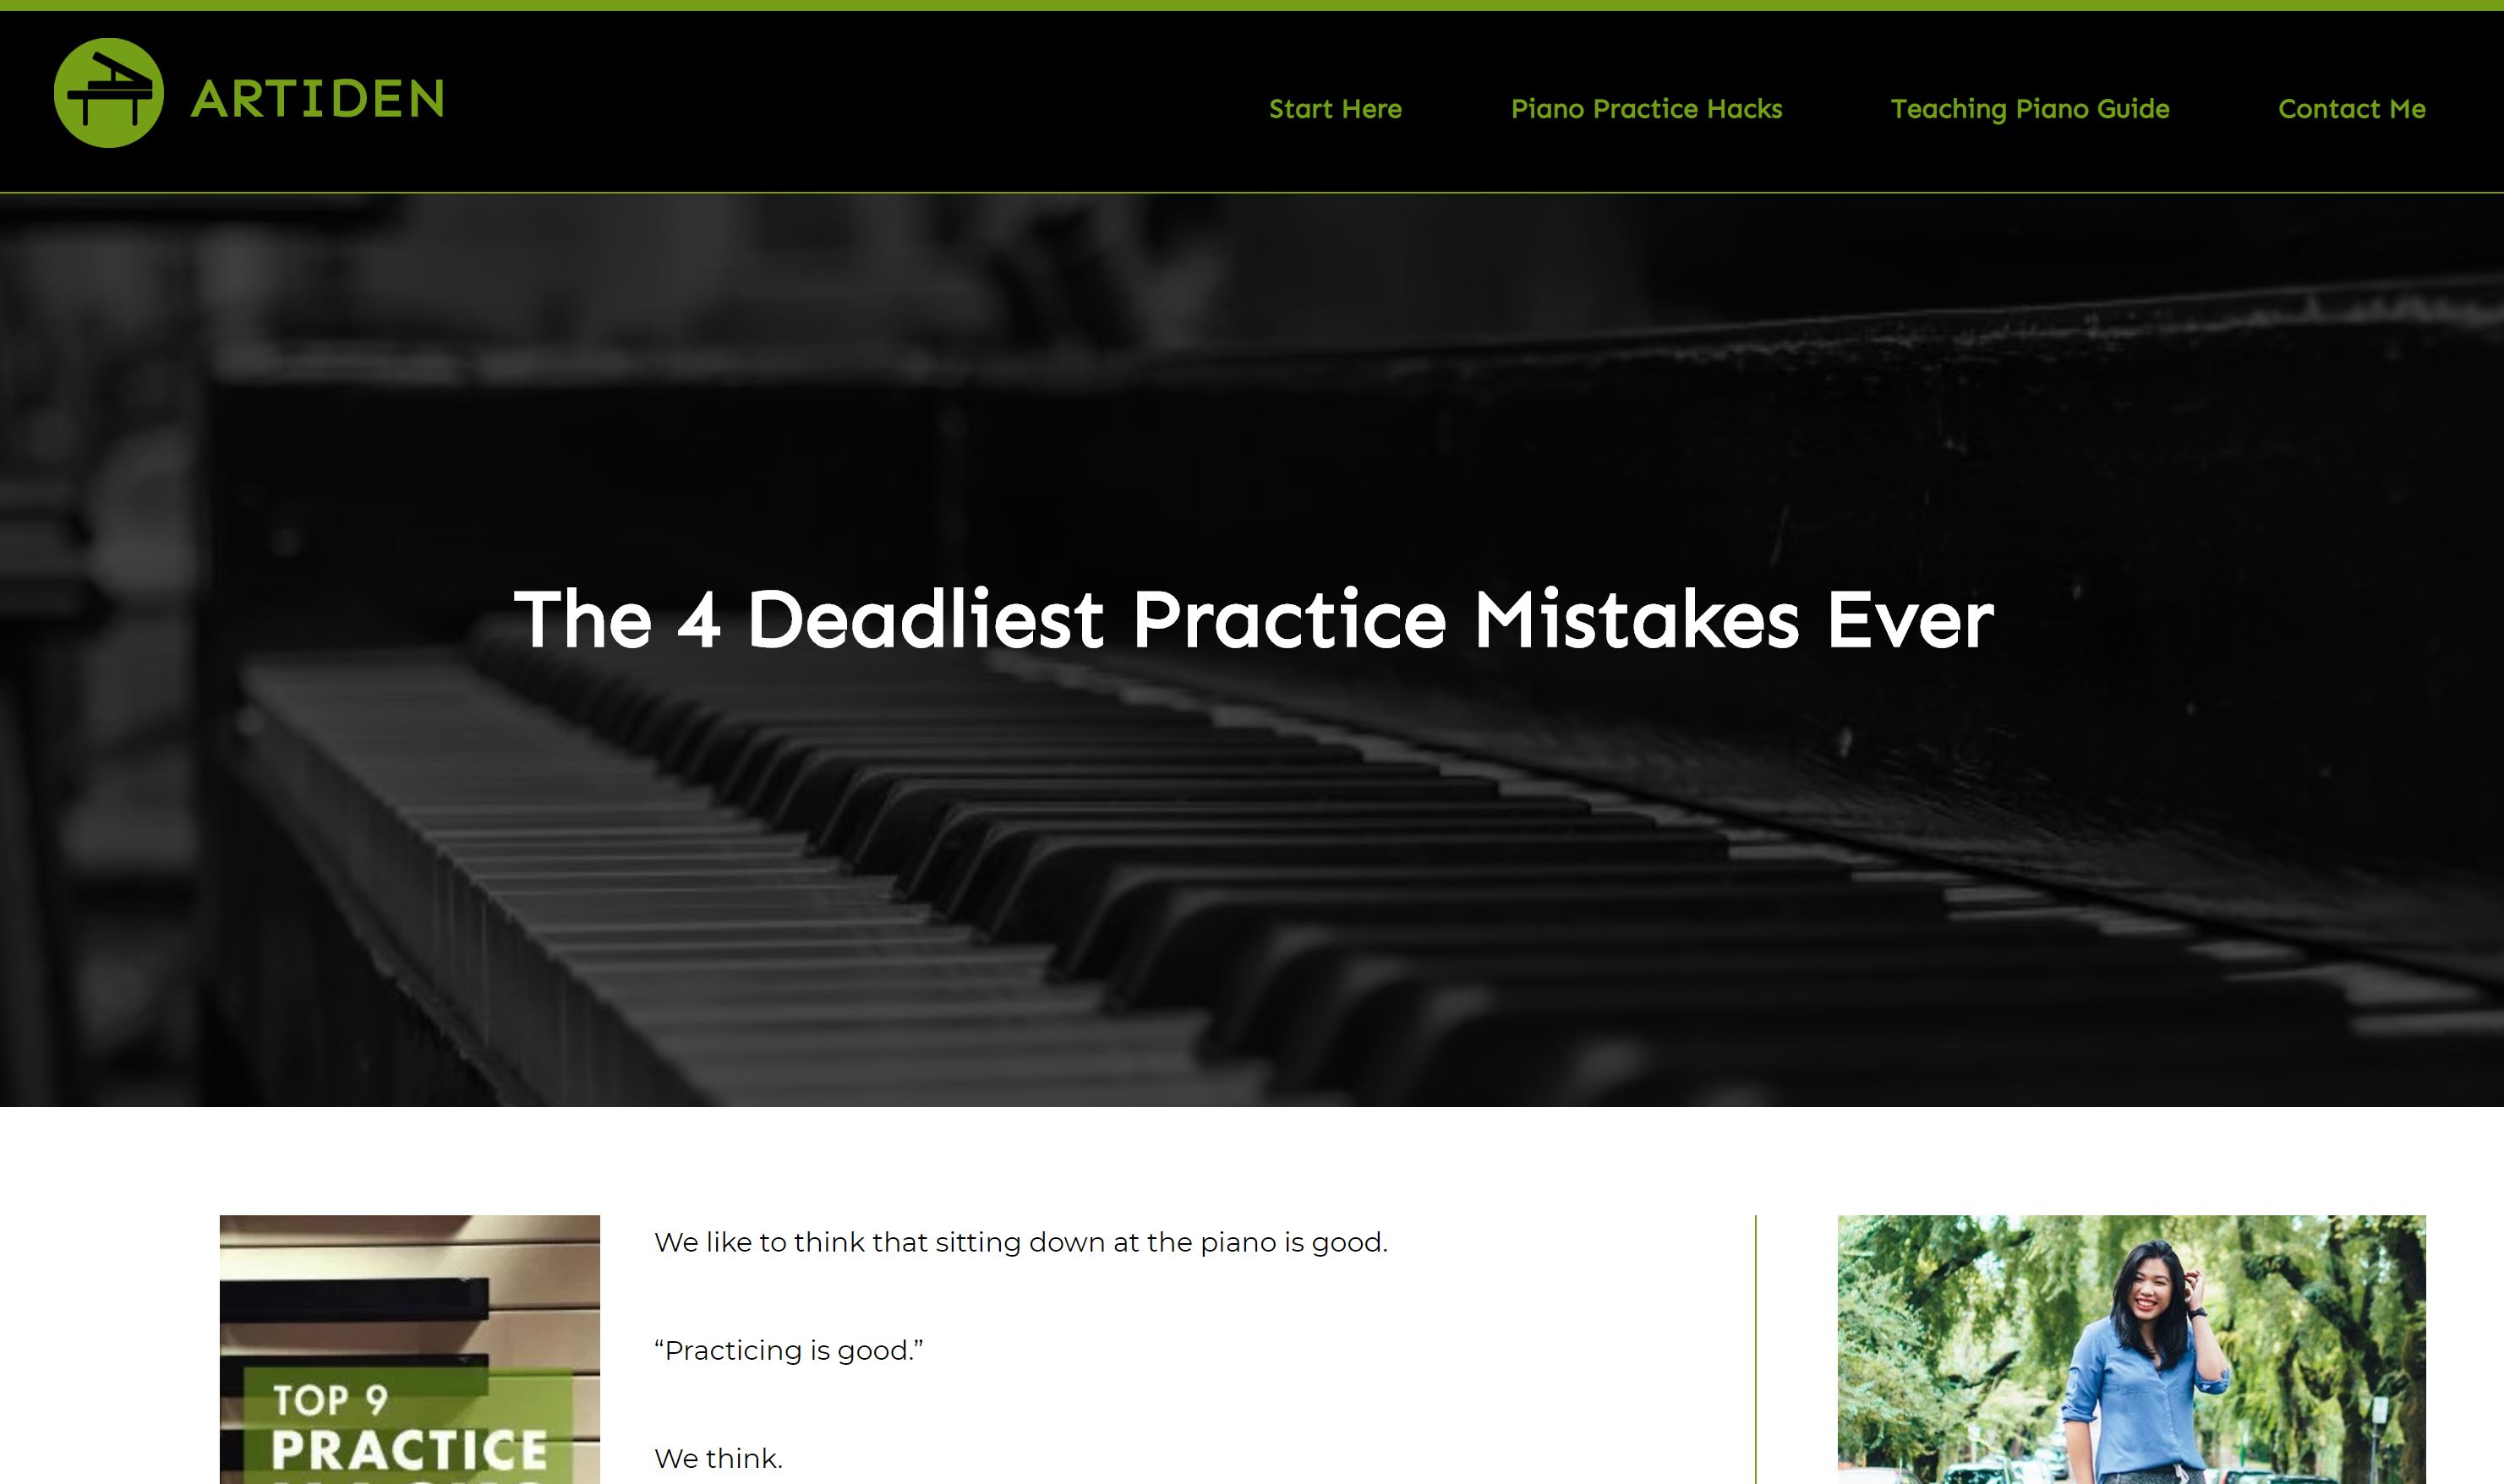 ARTIDEN
Start Here
Piano Practice Hacks
Teaching Piano Guide
Contact Me
The 4 Deadliest Practice Mistakes Ever
We like to think that sitting down at the piano is good.
“Practicing is good.”
We think.
TOP 9
PRACTICE